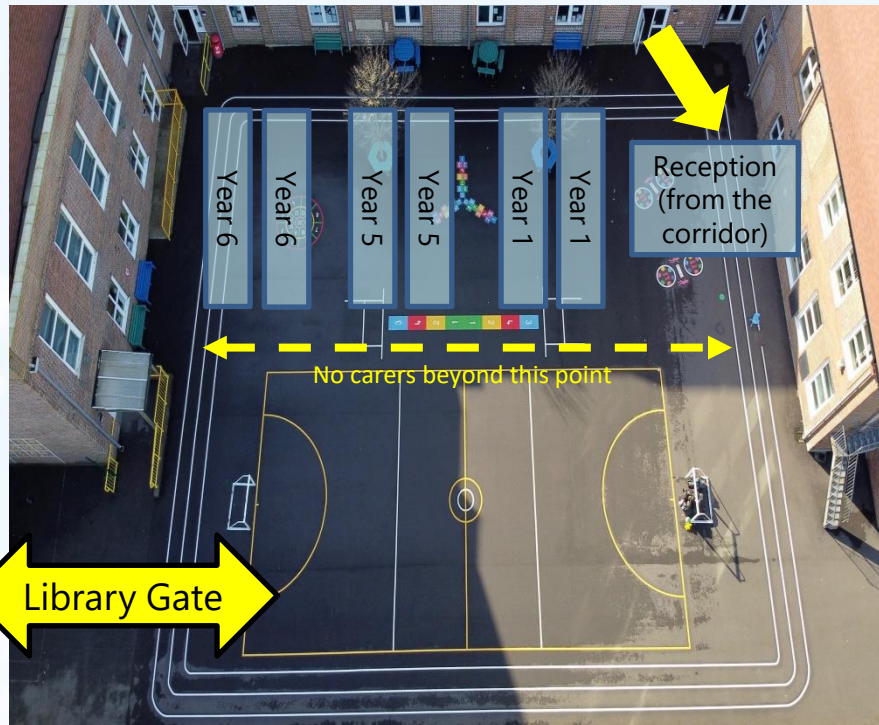 Year 6
Year 6
Year 5
Year 5
Year 1
Year 1
Reception
(from the
corridor)
No carers beyond this point
Library Gate